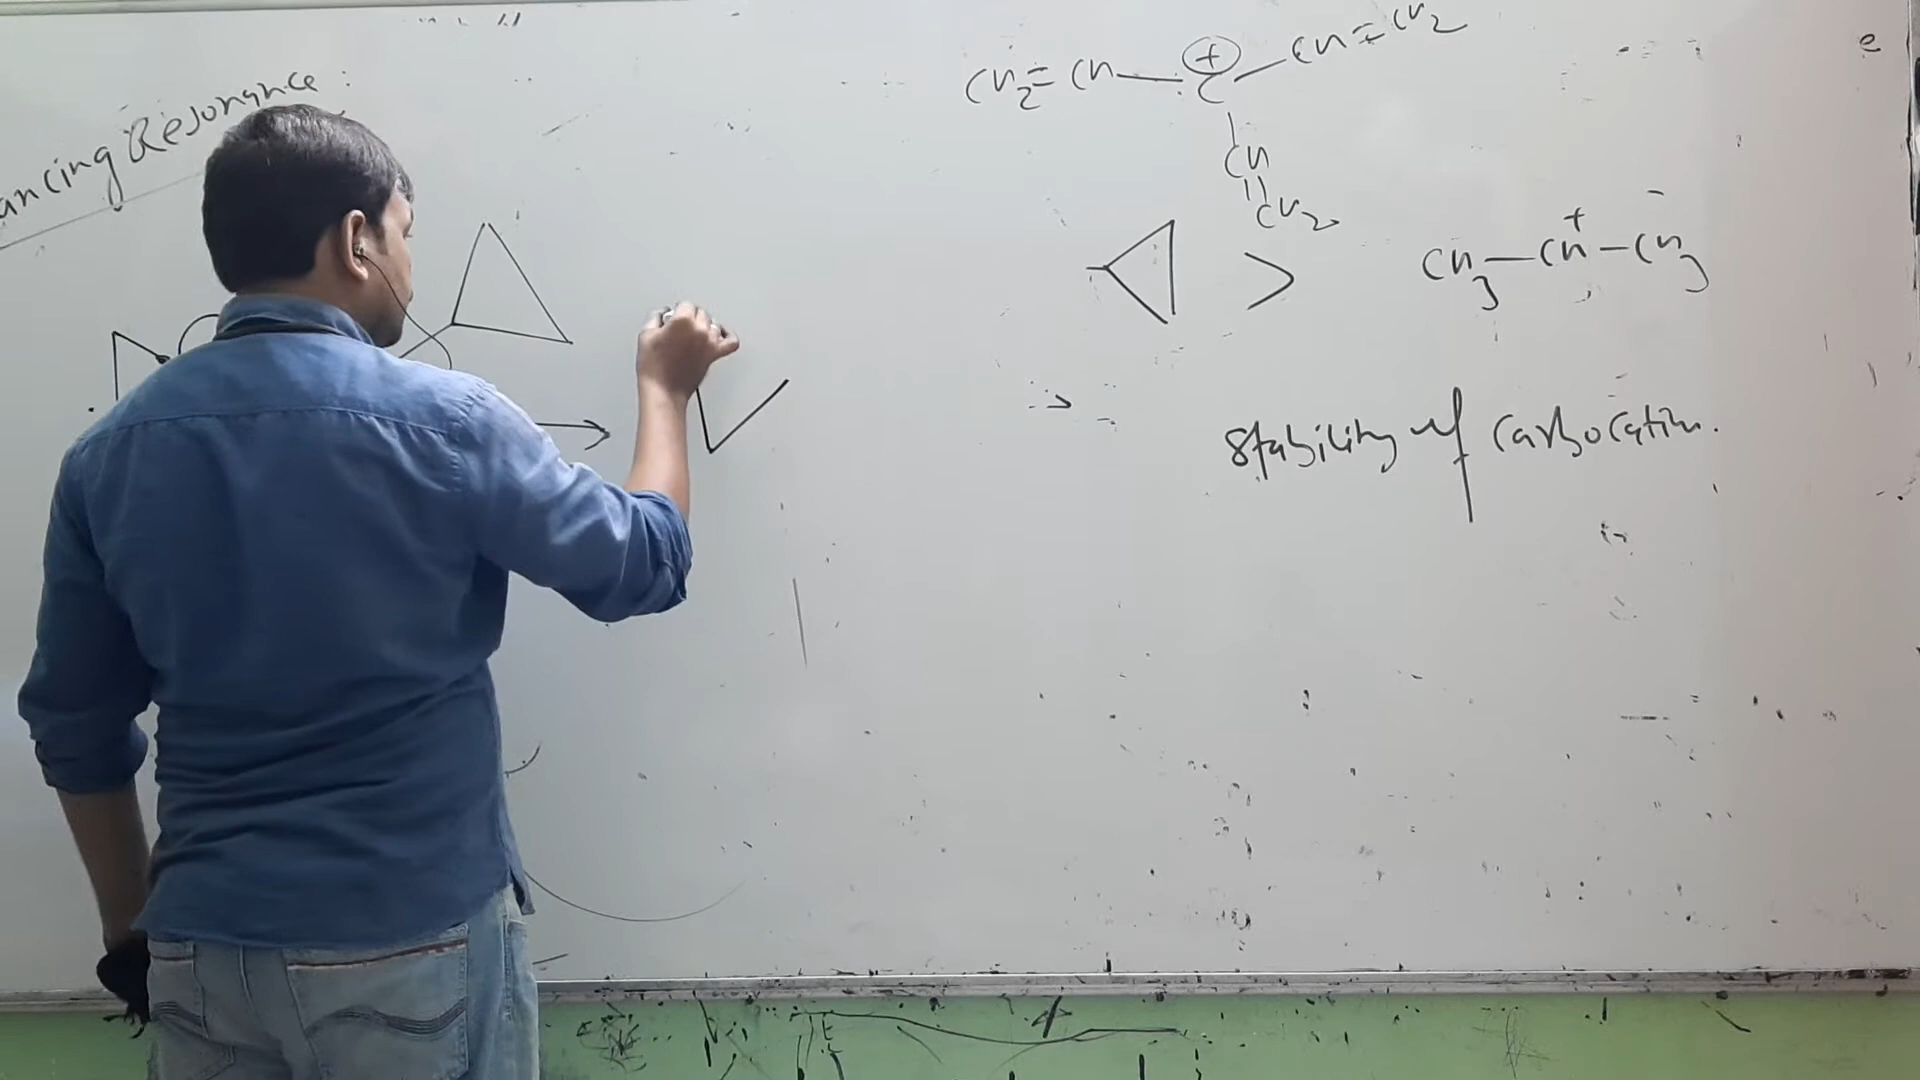 ancing Resonance :
CH2=CH—C—CH=CH2
+
CH
||
CH2
> CH3—CH—CH3
+
Stability of carbocation.